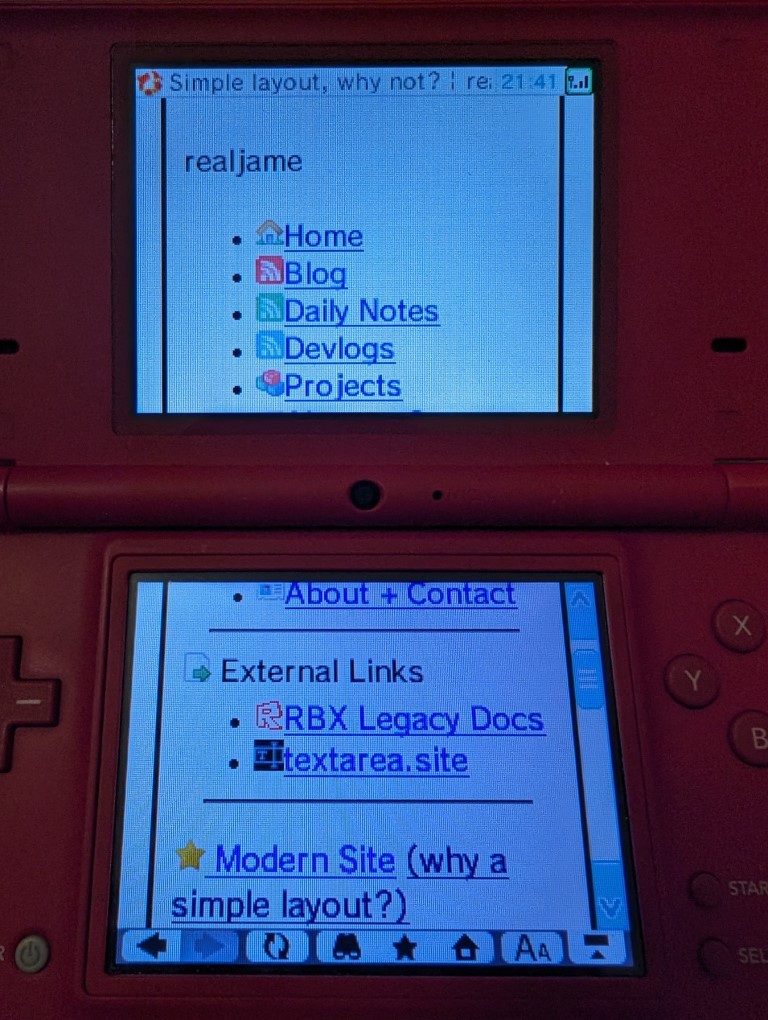 Simple layout, why not? ¦ re: 21:41
realjame
Home
Blog
Daily Notes
Devlogs
Projects
About + Contact
External Links
RBX Legacy Docs
textarea.site
Modern Site (why a
simple layout?)
AA
X
Y
B
STAR
SEL
R